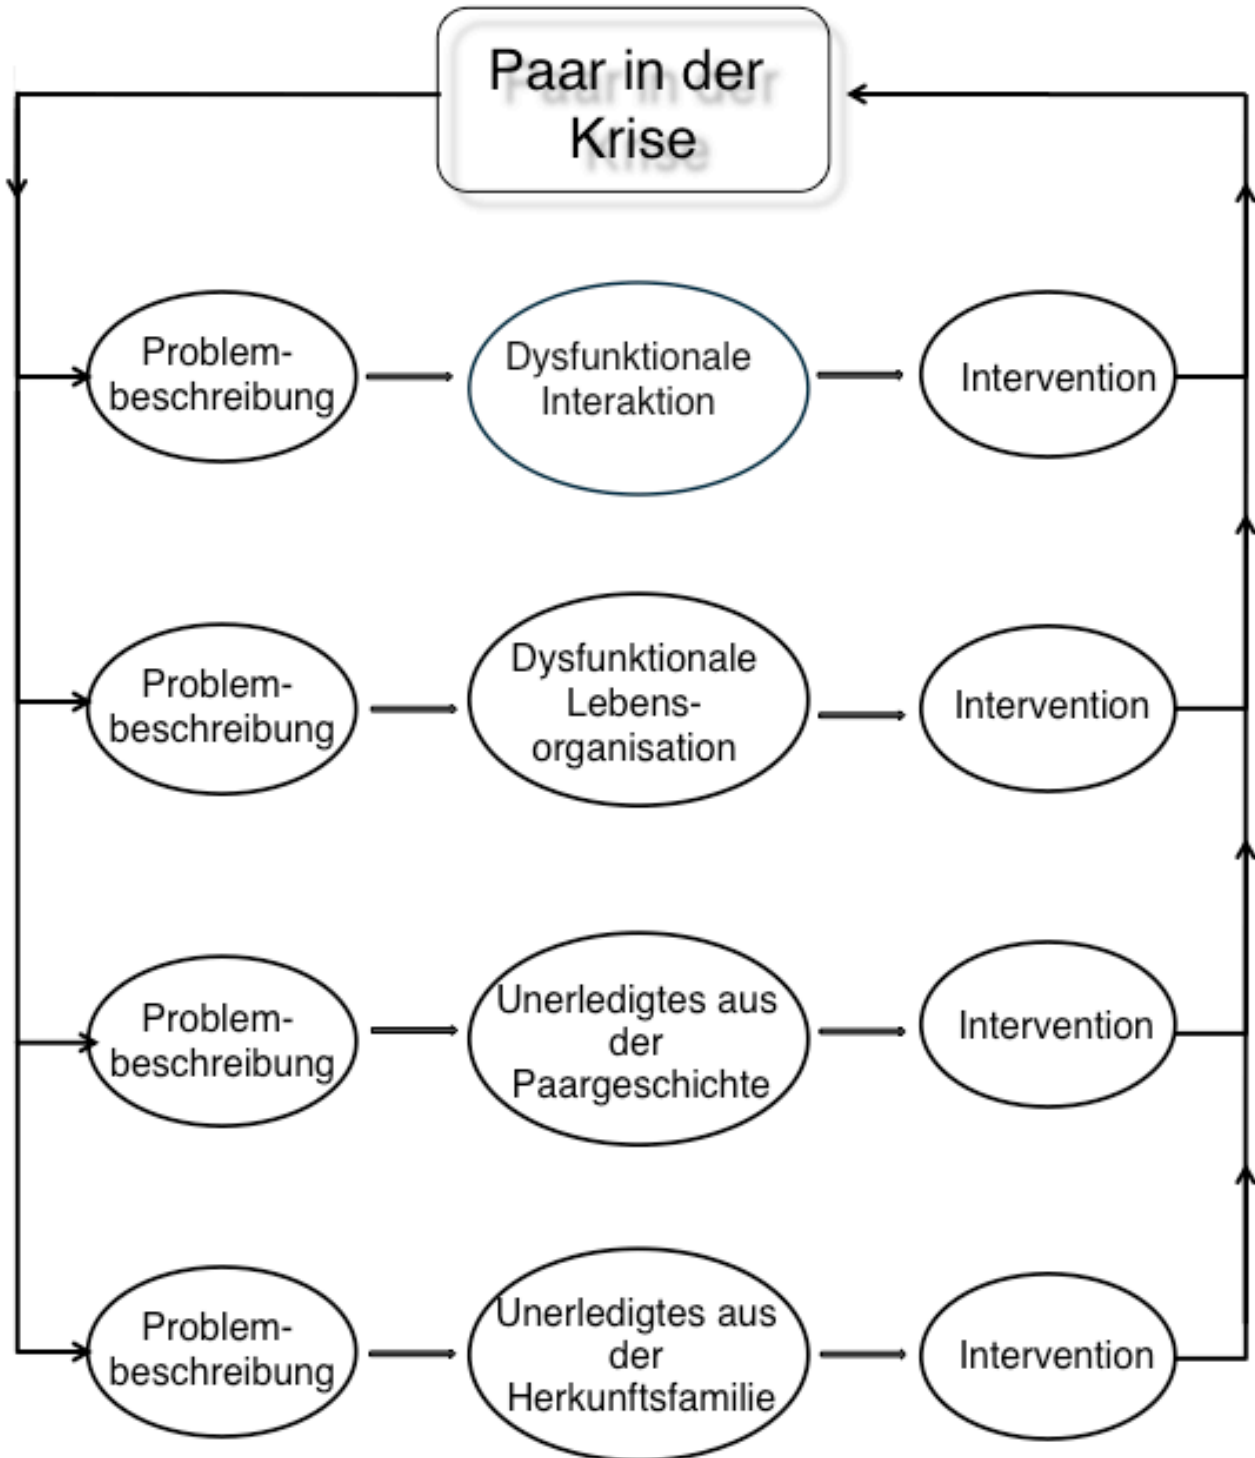 Paar in der
Krise
Problem-
beschreibung
Dysfunktionale
Interaktion
Intervention
Problem-
beschreibung
Dysfunktionale
Lebens-
organisation
Intervention
Problem-
beschreibung
Unerledigtes aus
der
Paargeschichte
Intervention
Problem-
beschreibung
Unerledigtes aus
der
Herkunftsfamilie
Intervention